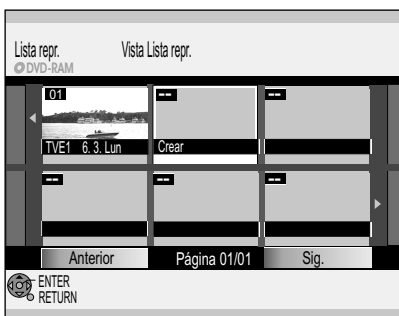 Lista repr. Vista Lista repr.
DVD-RAM
01 -- --
TVE1 6. 3. Lun Crear
-- -- --
Anterior Página 01/01 Sig.
ENTER
RETURN